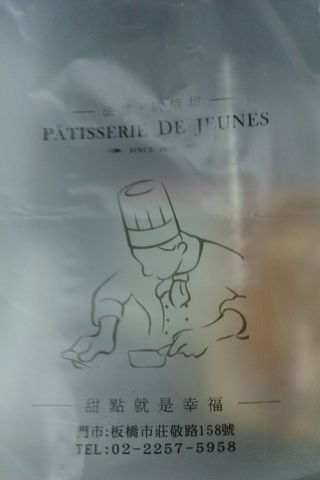 PÂTISSERIE DE JEUNES
SINCE 2010
甜點就是幸福
門市:板橋市莊敬路158號
TEL:02-2257-5958